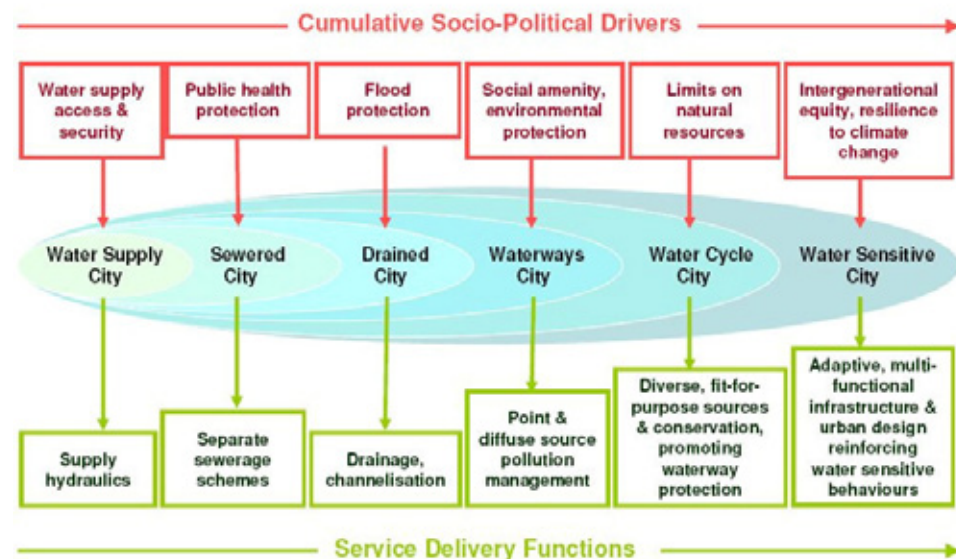 Cumulative Socio-Political Drivers
Water supply
access &
security
Public health
protection
Flood
protection
Social amenity,
environmental
protection
Limits on
natural
resources
Intergenerational
equity, resilience
to climate
change
Water Supply
City
Sewered
City
Drained
City
Waterways
City
Water Cycle
City
Water Sensitive
City
Supply
hydraulics
Separate
sewerage
schemes
Drainage,
channelisation
Point &
diffuse source
pollution
management
Diverse, fit-for-
purpose sources
& conservation,
promoting
waterway
protection
Adaptive, multi-
functional
infrastructure &
urban design
reinforcing
water sensitive
behaviours
Service Delivery Functions